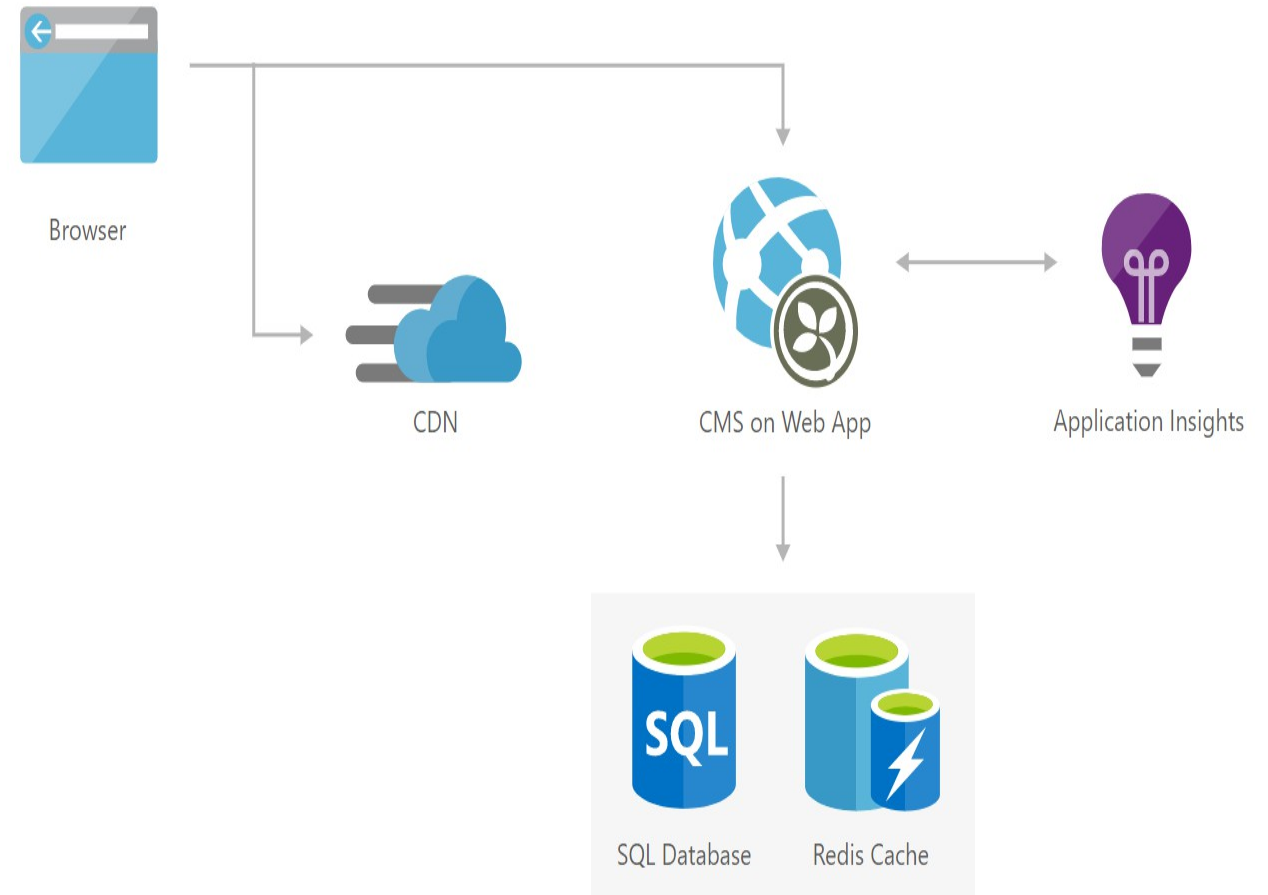 Browser
CDN
CMS on Web App
Application Insights
SQL
SQL Database
Redis Cache